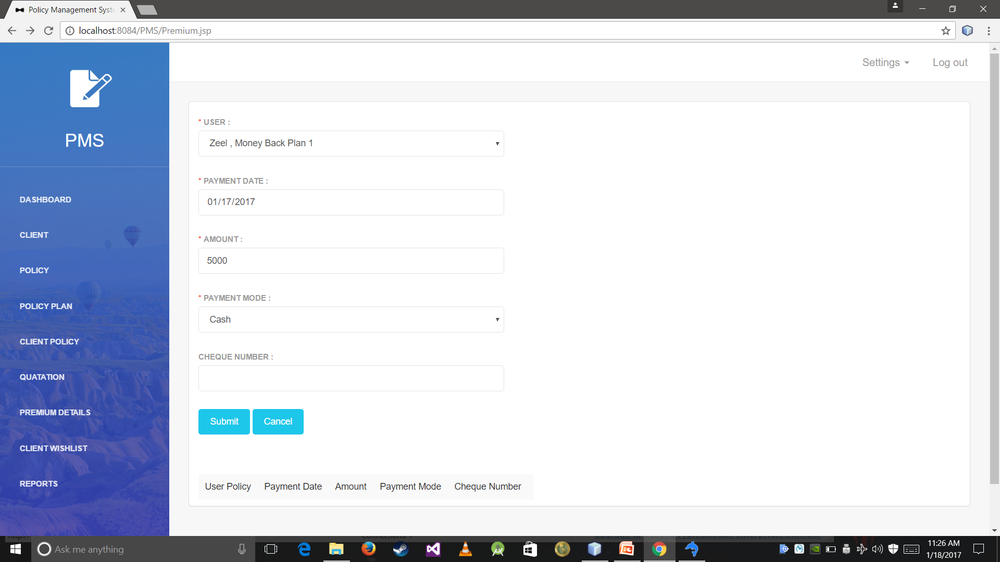 Policy Management Syste
localhost:8084/PMS/Premium.jsp
Settings
Log out
PMS
DASHBOARD
CLIENT
POLICY
POLICY PLAN
CLIENT POLICY
QUATATION
PREMIUM DETAILS
CLIENT WISHLIST
REPORTS
* USER :
Zeel , Money Back Plan 1
* PAYMENT DATE :
01/17/2017
* AMOUNT :
5000
* PAYMENT MODE :
Cash
CHEQUE NUMBER :
Submit Cancel
User Policy Payment Date Amount Payment Mode Cheque Number
Ask me anything
11:26 AM
1/18/2017